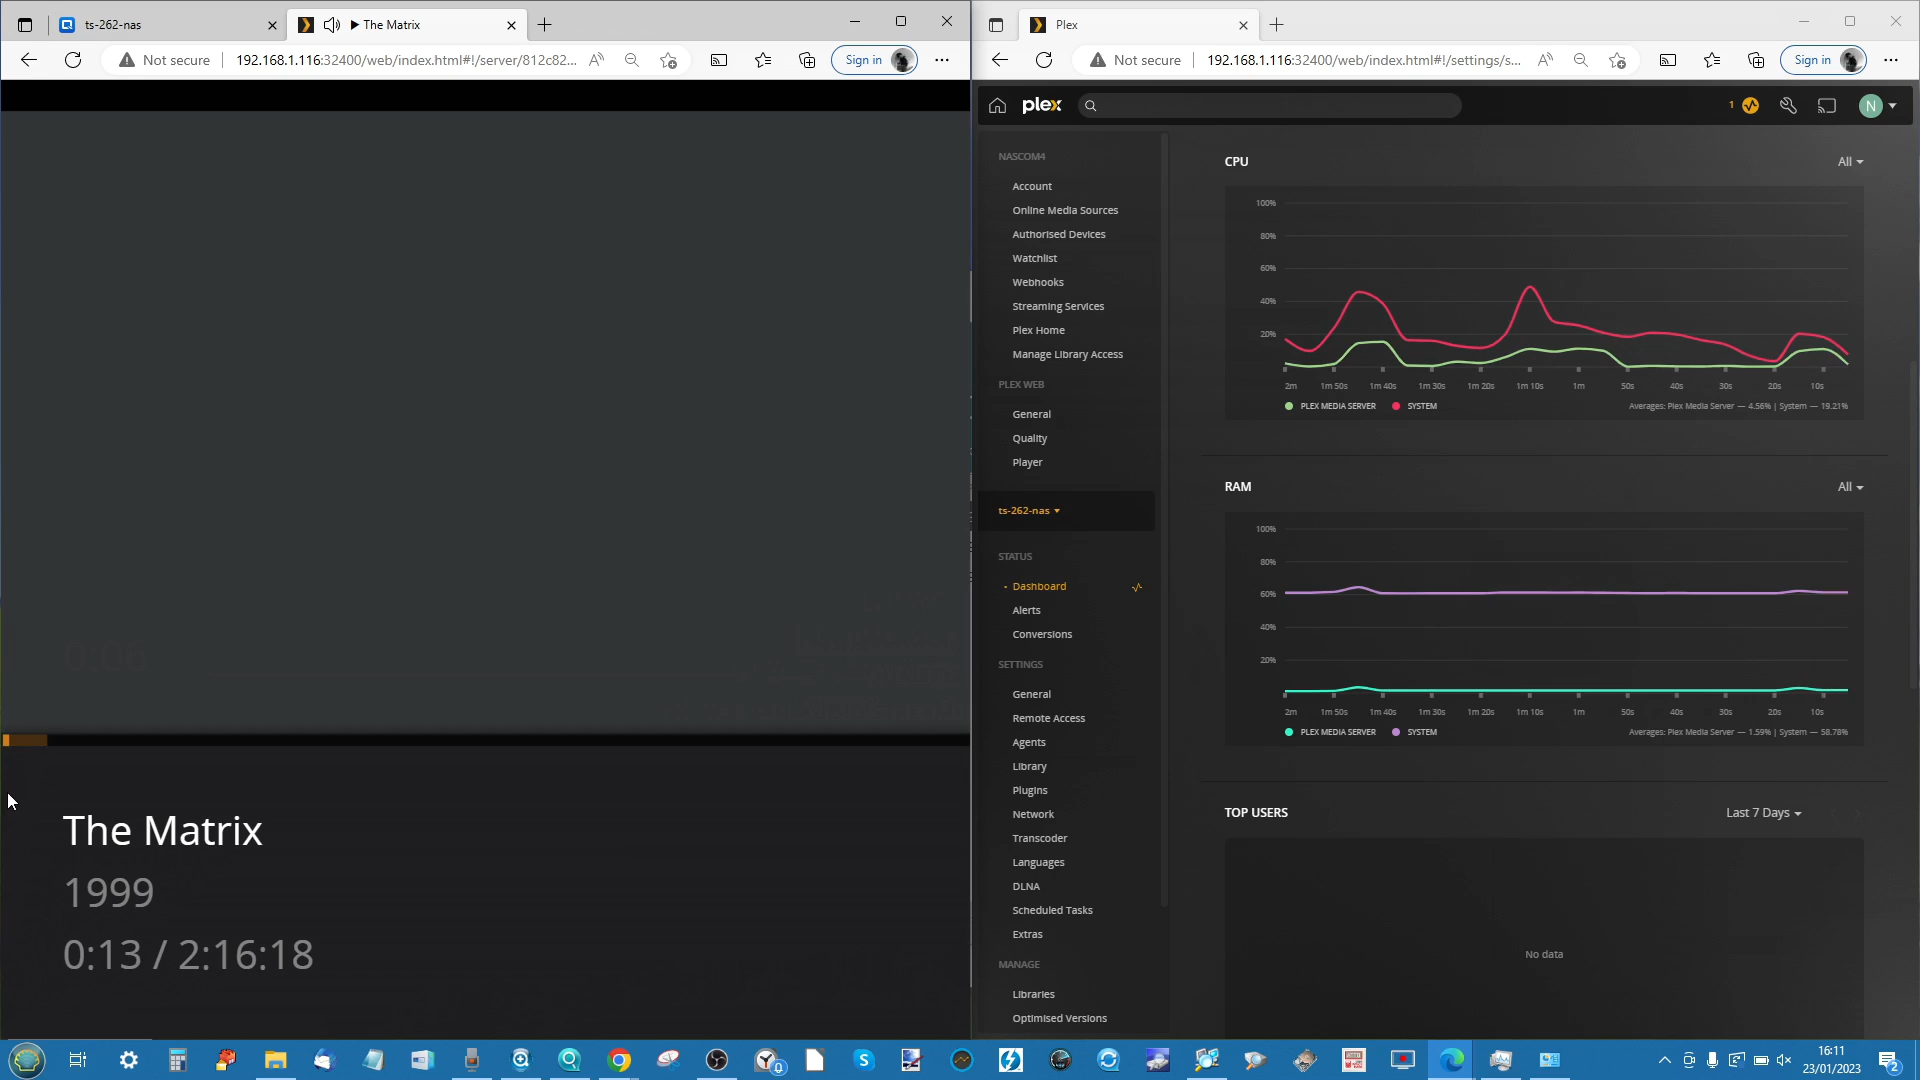 ts-262-nas
The Matrix
Not secure
192.168.1.116:32400/web/index.html#!/server/812c82...
Sign in
0:06
The Matrix
1999
0:13 / 2:16:18
Plex
Not secure
192.168.1.116:32400/web/index.html#!/settings/s...
Sign in
plex
1
N
NASCOM4
Account
Online Media Sources
Authorised Devices
Watchlist
Webhooks
Streaming Services
Plex Home
Manage Library Access
PLEX WEB
General
Quality
Player
ts-262-nas
STATUS
Dashboard
Alerts
Conversions
SETTINGS
General
Remote Access
Agents
Library
Plugins
Network
Transcoder
Languages
DLNA
Scheduled Tasks
Extras
MANAGE
Libraries
Optimised Versions
CPU
All
100%
80%
60%
40%
20%
2m 1m 50s 1m 40s 1m 30s 1m 20s 1m 10s 1m 50s 40s 30s 20s 10s
PLEX MEDIA SERVER SYSTEM Averages: Plex Media Server — 4.56% | System — 19.21%
RAM
All
100%
80%
60%
40%
20%
2m 1m 50s 1m 40s 1m 30s 1m 20s 1m 10s 1m 50s 40s 30s 20s 10s
PLEX MEDIA SERVER SYSTEM Averages: Plex Media Server — 1.59% | System — 58.78%
TOP USERS
Last 7 Days
No data
16:11
23/01/2023
2